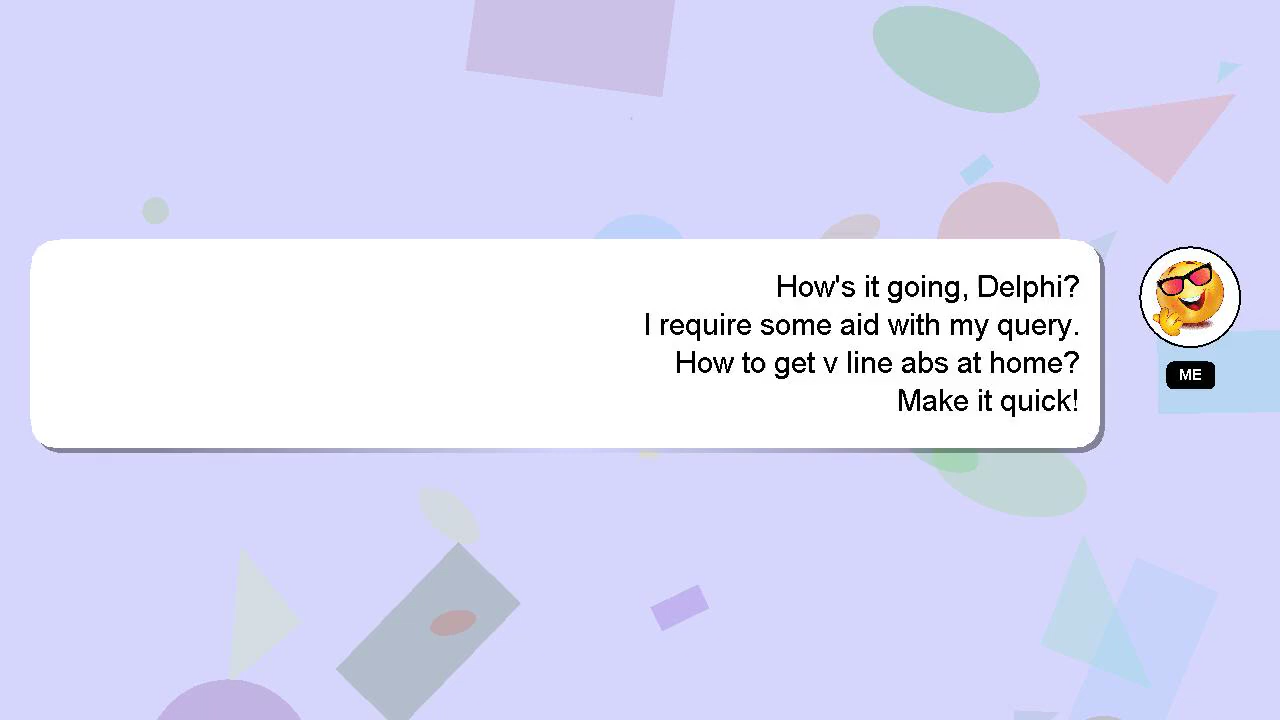 How's it going, Delphi?
I require some aid with my query.
How to get v line abs at home?
Make it quick!
ME